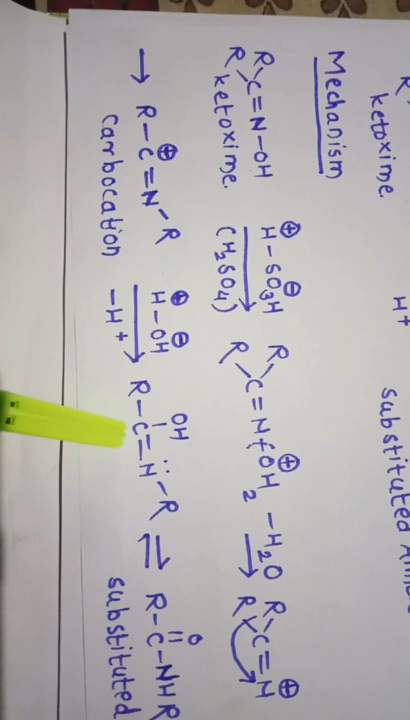 R'
ketoxime.
H+
substituted Ami
Mechanism
R
R C=N-OH
ketoxime.
⊕ ⊖
H-SO3H
(H2SO4)
R
R C=N-OH2
⊕
-H2O
R
R C=N
⊕
→ R-C=N-R
⊕
Carbocation
⊕ ⊖
H-OH
-H+
OH
R-C=N-R
⇌ R-C-NHR
O
substituted